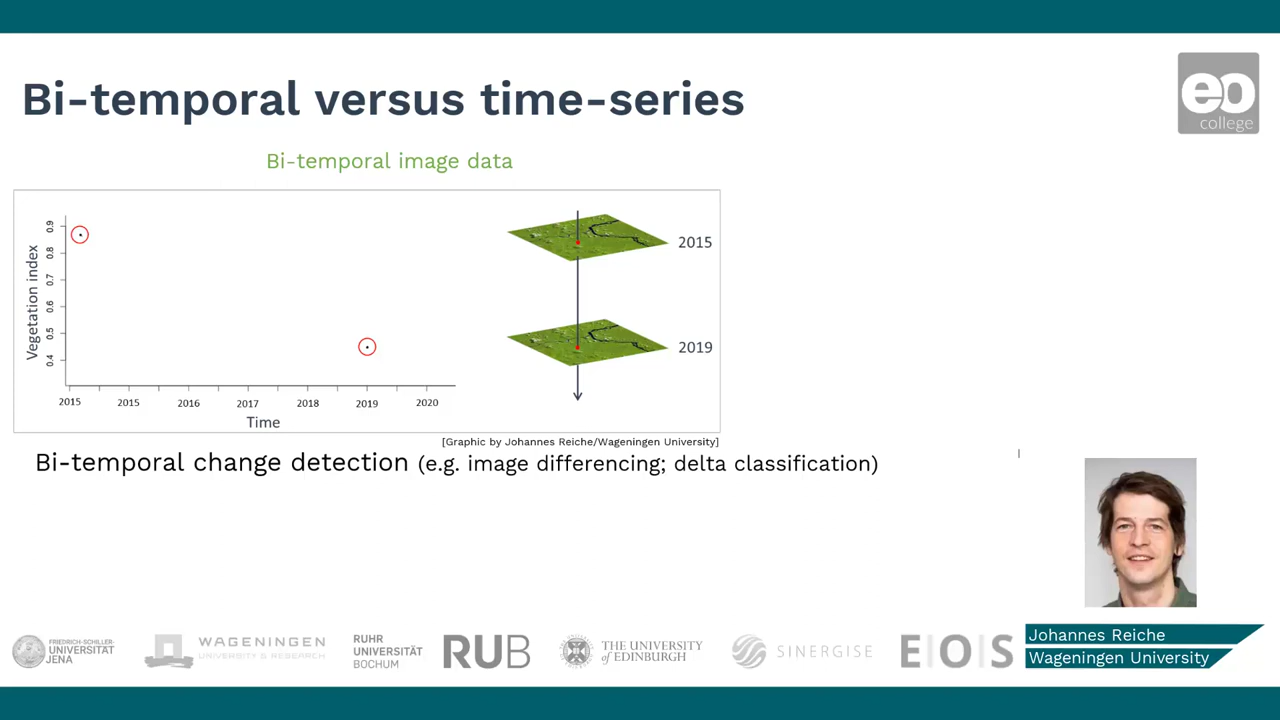 Bi-temporal versus time-series
eo
college
Bi-temporal image data
Vegetation index
0.9
0.8
0.7
0.6
0.5
0.4
2015
2015
2016
2017
2018
2019
2020
Time
2015
2019
[Graphic by Johannes Reiche/Wageningen University]
Bi-temporal change detection (e.g. image differencing; delta classification)
FRIEDRICH-SCHILLER-
UNIVERSITÄT
JENA
WAGENINGEN
UNIVERSITY & RESEARCH
RUHR
UNIVERSITÄT
BOCHUM
RUB
THE UNIVERSITY
of EDINBURGH
SINERGISE
E|O|S
Johannes Reiche
Wageningen University